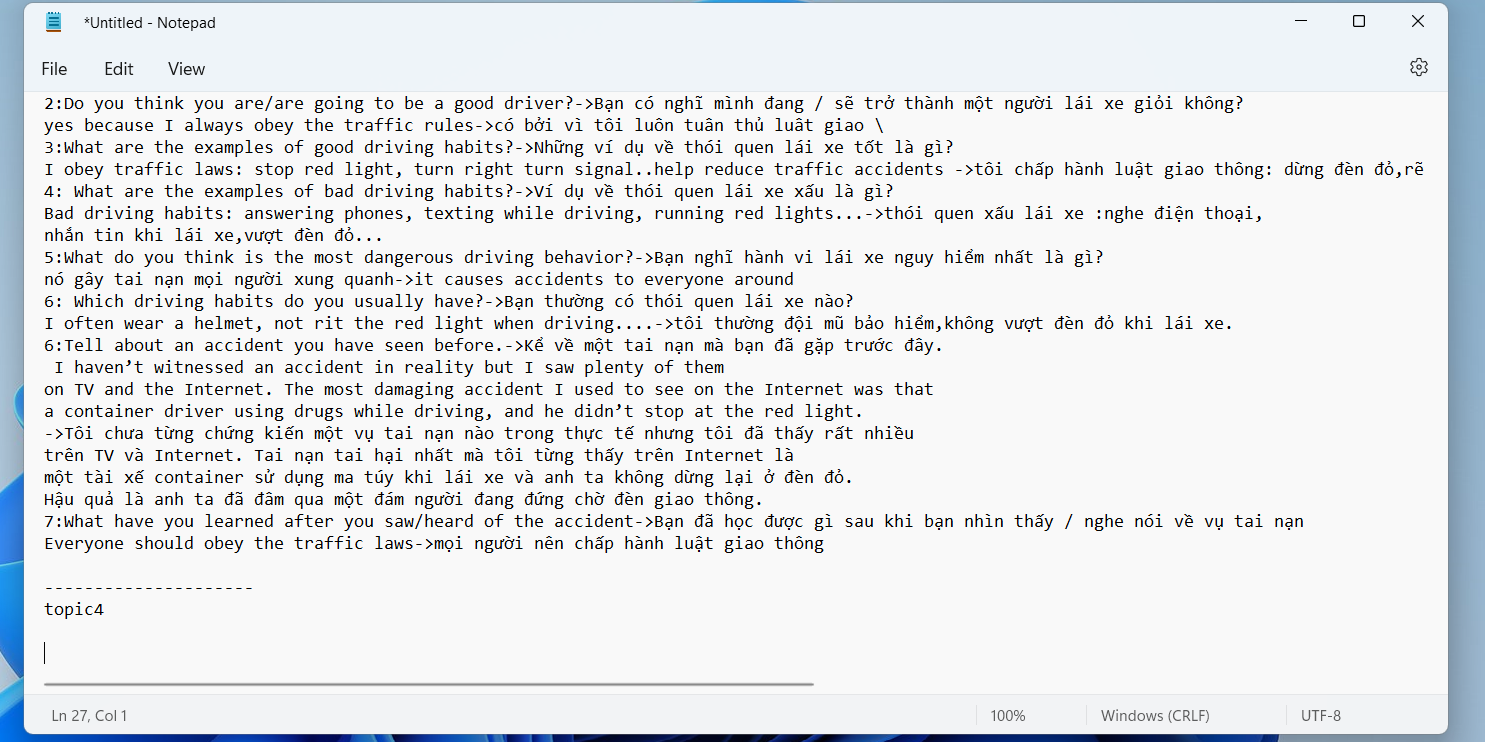 *Untitled - Notepad
File Edit View
2:Do you think you are/are going to be a good driver?->Bạn có nghĩ mình đang / sẽ trở thành một người lái xe giỏi không?
yes because I always obey the traffic rules->có bởi vì tôi luôn tuân thủ luât giao \
3:What are the examples of good driving habits?->Những ví dụ về thói quen lái xe tốt là gì?
I obey traffic laws: stop red light, turn right turn signal..help reduce traffic accidents ->tôi chấp hành luật giao thông: dừng đèn đỏ,rẽ
4: What are the examples of bad driving habits?->Ví dụ về thói quen lái xe xấu là gì?
Bad driving habits: answering phones, texting while driving, running red lights...->thói quen xấu lái xe :nghe điện thoại,
nhắn tin khi lái xe,vượt đèn đỏ...
5:What do you think is the most dangerous driving behavior?->Bạn nghĩ hành vi lái xe nguy hiểm nhất là gì?
nó gây tai nạn mọi người xung quanh->it causes accidents to everyone around
6: Which driving habits do you usually have?->Bạn thường có thói quen lái xe nào?
I often wear a helmet, not rit the red light when driving....->tôi thường đội mũ bảo hiểm,không vượt đèn đỏ khi lái xe.
6:Tell about an accident you have seen before.->Kể về một tai nạn mà bạn đã gặp trước đây.
I haven’t witnessed an accident in reality but I saw plenty of them
on TV and the Internet. The most damaging accident I used to see on the Internet was that
a container driver using drugs while driving, and he didn’t stop at the red light.
->Tôi chưa từng chứng kiến một vụ tai nạn nào trong thực tế nhưng tôi đã thấy rất nhiều
trên TV và Internet. Tai nạn tai hại nhất mà tôi từng thấy trên Internet là
một tài xế container sử dụng ma túy khi lái xe và anh ta không dừng lại ở đèn đỏ.
Hậu quả là anh ta đã đâm qua một đám người đang đứng chờ đèn giao thông.
7:What have you learned after you saw/heard of the accident->Bạn đã học được gì sau khi bạn nhìn thấy / nghe nói về vụ tai nạn
Everyone should obey the traffic laws->mọi người nên chấp hành luật giao thông
---------------------
topic4
Ln 27, Col 1 100% Windows (CRLF) UTF-8